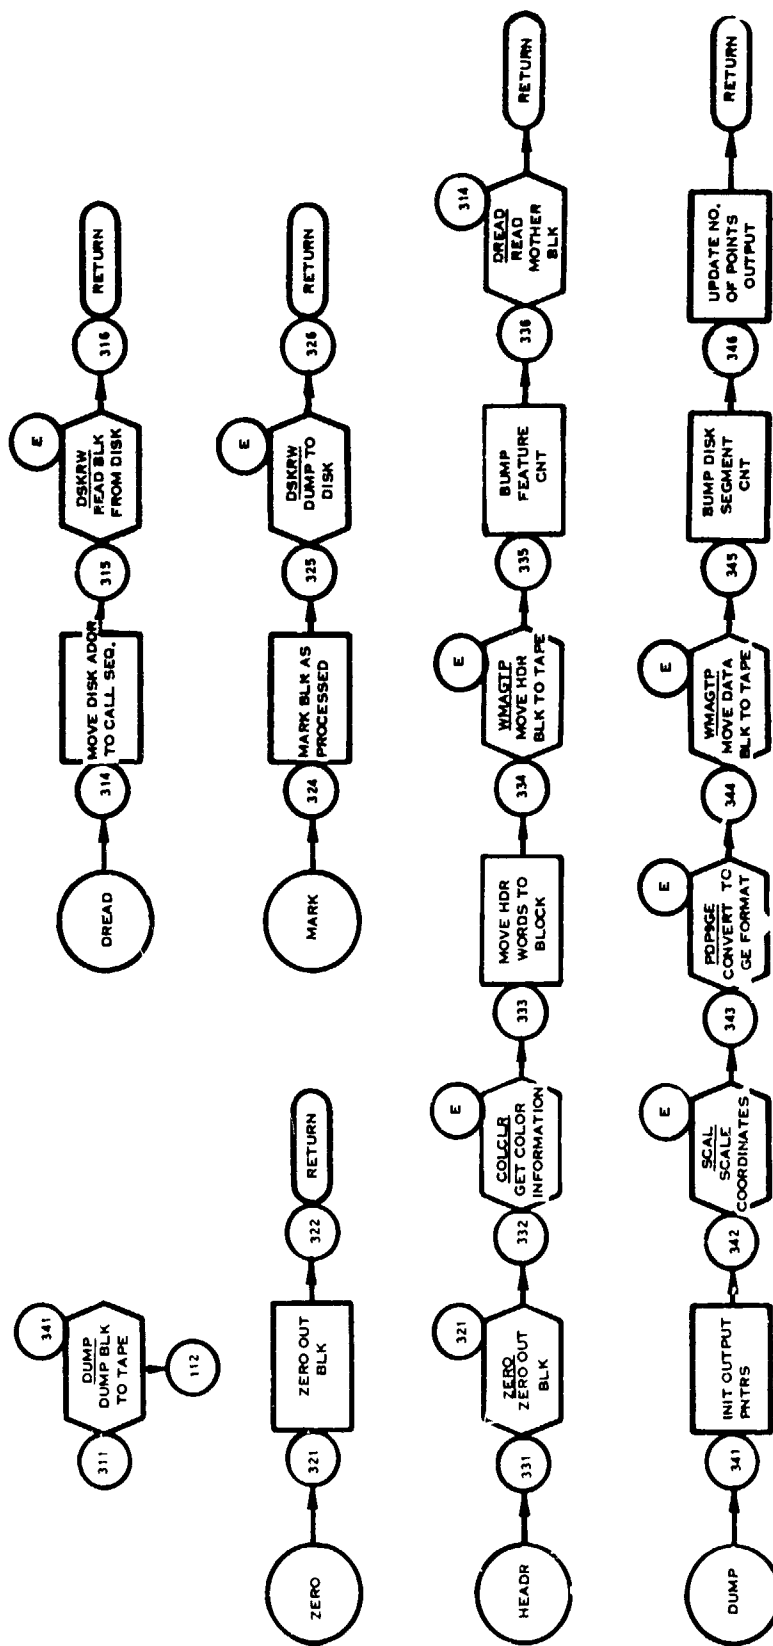 311
341
DUMP
DUMP BLK
TO TAPE
112
DREAD
314
MOVE DISK ADDR
TO CALL SEQ.
315
E
DSKRW
READ BLK
FROM DISK
316
RETURN
ZERO
321
ZERO OUT
BLK
322
RETURN
MARK
324
MARK BLK AS
PROCESSED
325
E
DSKRW
DUMP TO
DISK
326
RETURN
HEADR
331
321
ZERO
ZERO OUT
BLK
332
E
COLCLR
GET COLOR
INFORMATION
333
MOVE HDR
WORDS TO
BLOCK
334
E
WMAGTP
MOVE HDR
BLK TO TAPE
335
BUMP
FEATURE
CNT
336
314
DREAD
READ
MOTHER
BLK
RETURN
DUMP
341
INIT OUTPUT
PNTRS
342
E
SCAL
SCALE
COORDINATES
343
E
PDP9GE
CONVERT TO
GE FORMAT
344
E
WMAGTP
MOVE DATA
BLK TO TAPE
345
BUMP DISK
SEGMENT
CNT
346
UPDATE NO.
OF POINTS
OUTPUT
RETURN